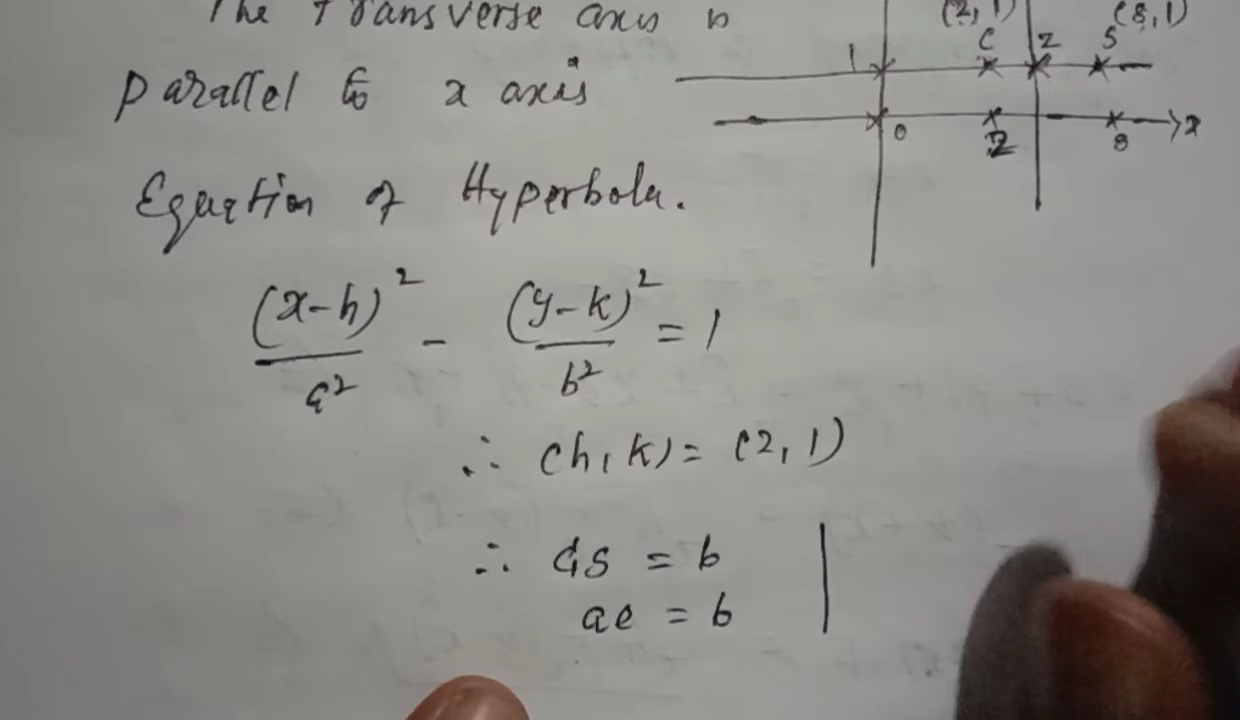 The Transverse axis is
parallel to x axis
(2, 1) (8, 1)
1 C Z S
0 2 8 x
Equation of Hyperbola.
(x-h)² / a² - (y-k)² / b² = 1
∴ (h, k) = (2, 1)
∴ CS = 6
ae = 6